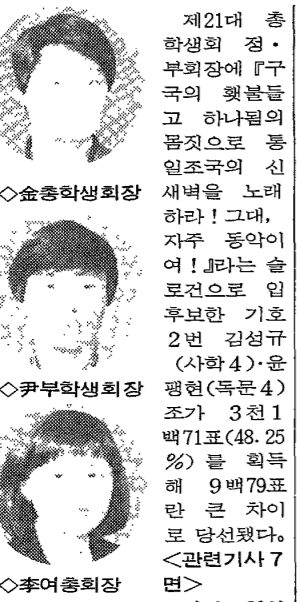 ◇金총학생회장
◇尹부학생회장
◇李여총회장
제21대 총
학생회 정·
부회장에 『구
국의 횃불들
고 하나됨의
몸짓으로 통
일조국의 신
새벽을 노래
하라! 그대,
자주 동악이
여! 』라는 슬
로건으로 입
후보한 기호
2번 김성규
(사학4)·윤
평현(독문4)
조가 3천1
백71표(48.25
%)를 획득
해 9백79표
란 큰 차이
로 당선됐다.
<관련기사 7
면>